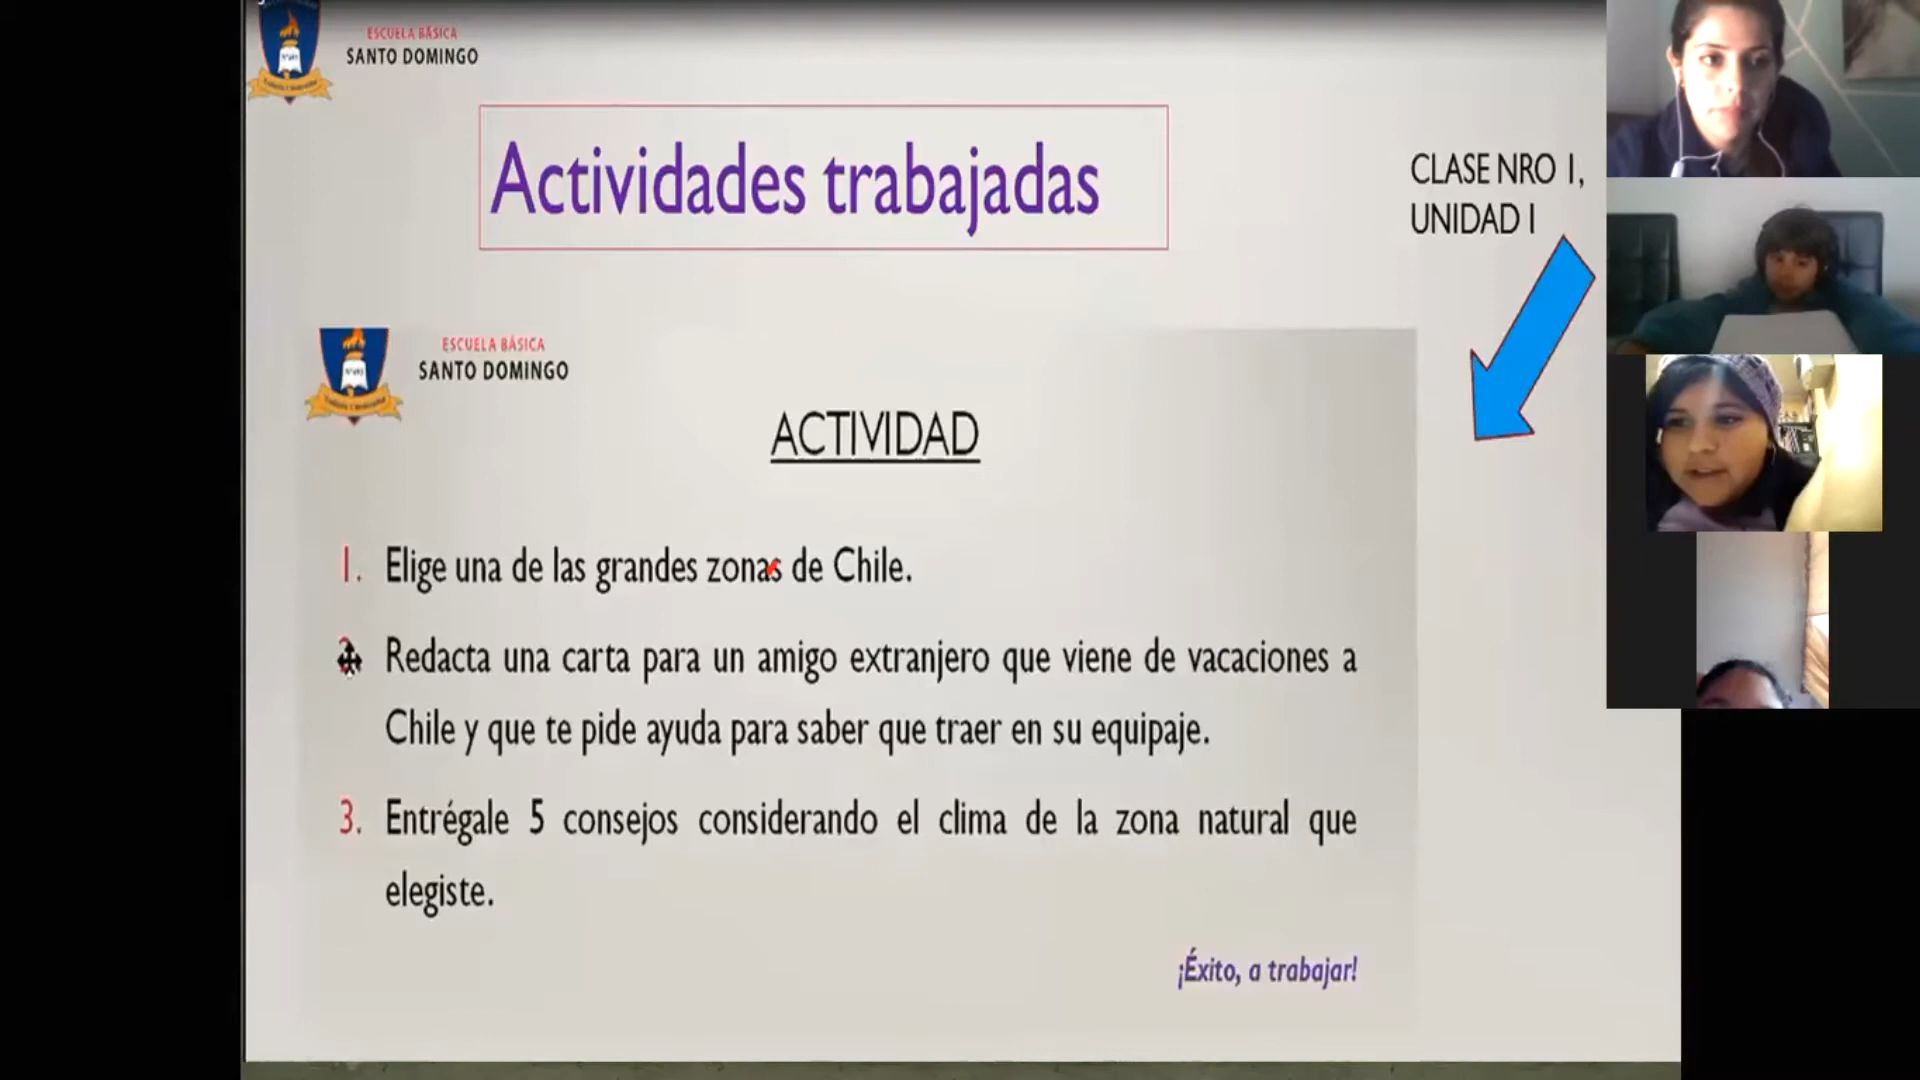 ESCUELA BÁSICA
SANTO DOMINGO
Actividades trabajadas
CLASE NRO 1,
UNIDAD I
ESCUELA BÁSICA
SANTO DOMINGO
ACTIVIDAD
1. Elige una de las grandes zonas de Chile.
Redacta una carta para un amigo extranjero que viene de vacaciones a
Chile y que te pide ayuda para saber que traer en su equipaje.
3. Entrégale 5 consejos considerando el clima de la zona natural que
elegiste.
¡Éxito, a trabajar!